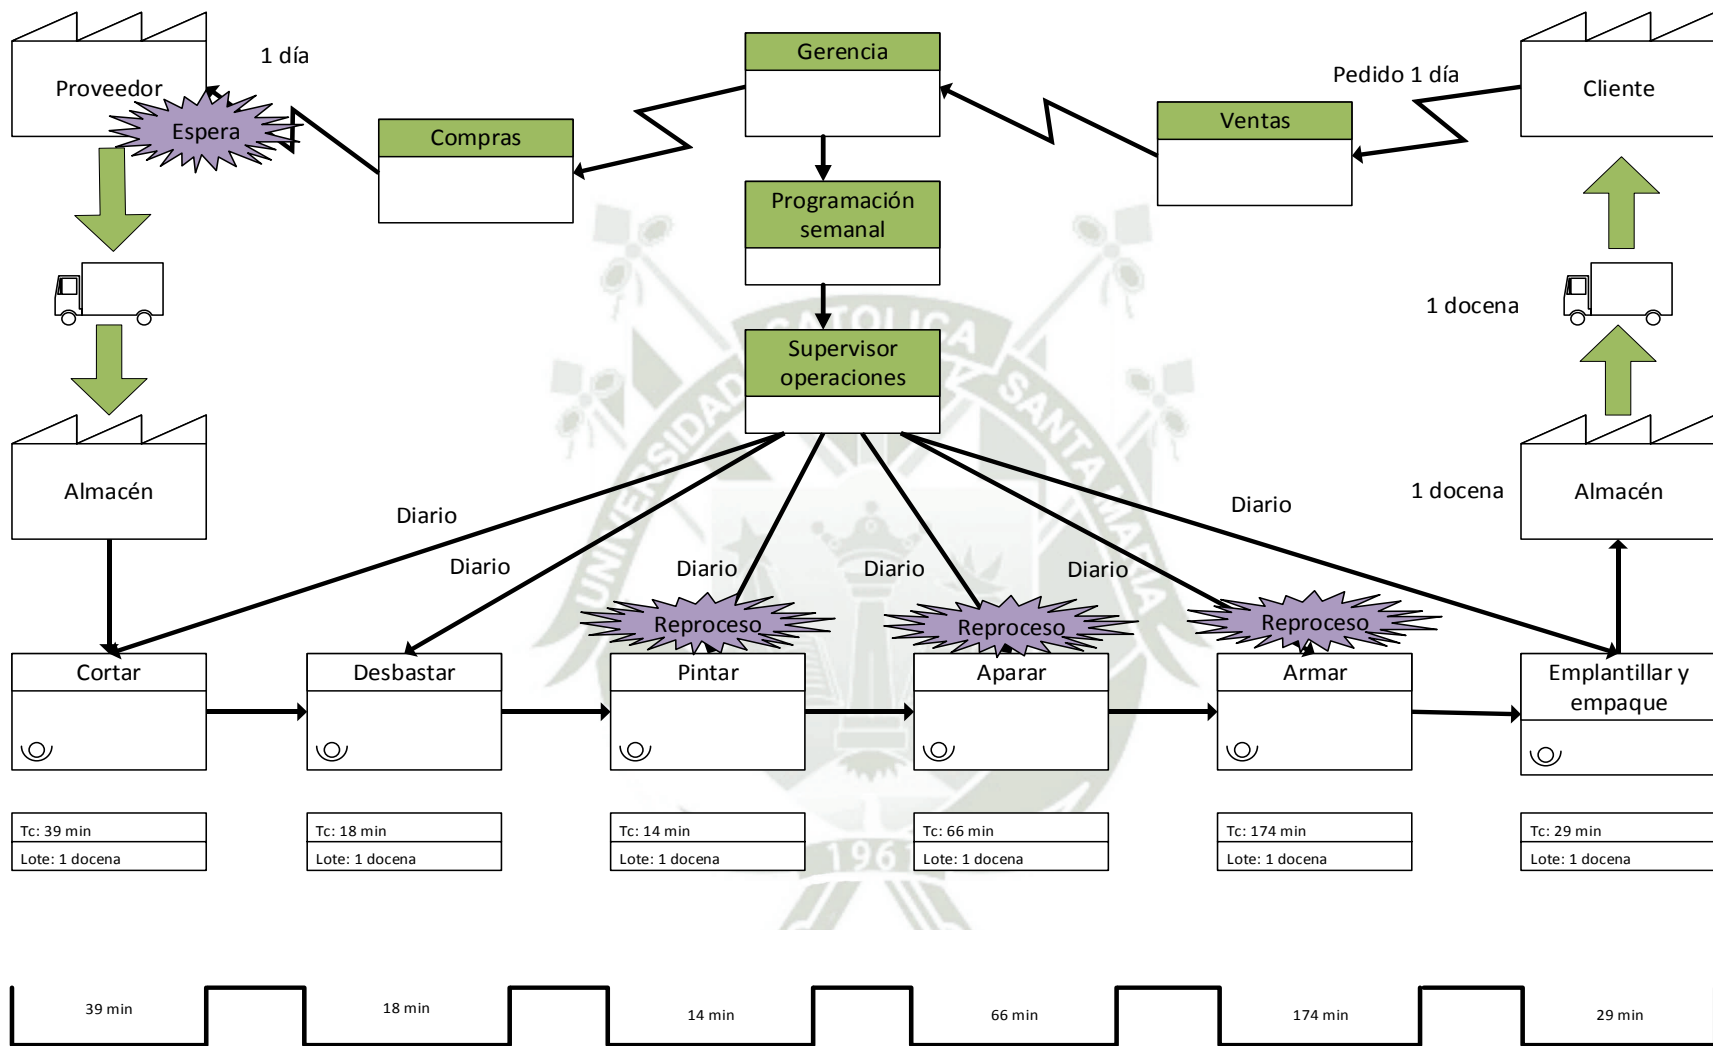 1 día
Gerencia
Pedido 1 día
Proveedor
Cliente
Espera
Compras
Ventas
Programación
semanal
1 docena
Supervisor
operaciones
Almacén
1 docena
Almacén
Diario
Diario
Diario
Diario
Diario
Diario
Reproceso
Reproceso
Reproceso
Cortar
Desbastar
Pintar
Aparar
Armar
Emplantillar y
empaque
Tc: 39 min
Lote: 1 docena
Tc: 18 min
Lote: 1 docena
Tc: 14 min
Lote: 1 docena
Tc: 66 min
Lote: 1 docena
Tc: 174 min
Lote: 1 docena
Tc: 29 min
Lote: 1 docena
39 min
18 min
14 min
66 min
174 min
29 min
UNIVERSIDAD CATOLICA SANTA MARIA